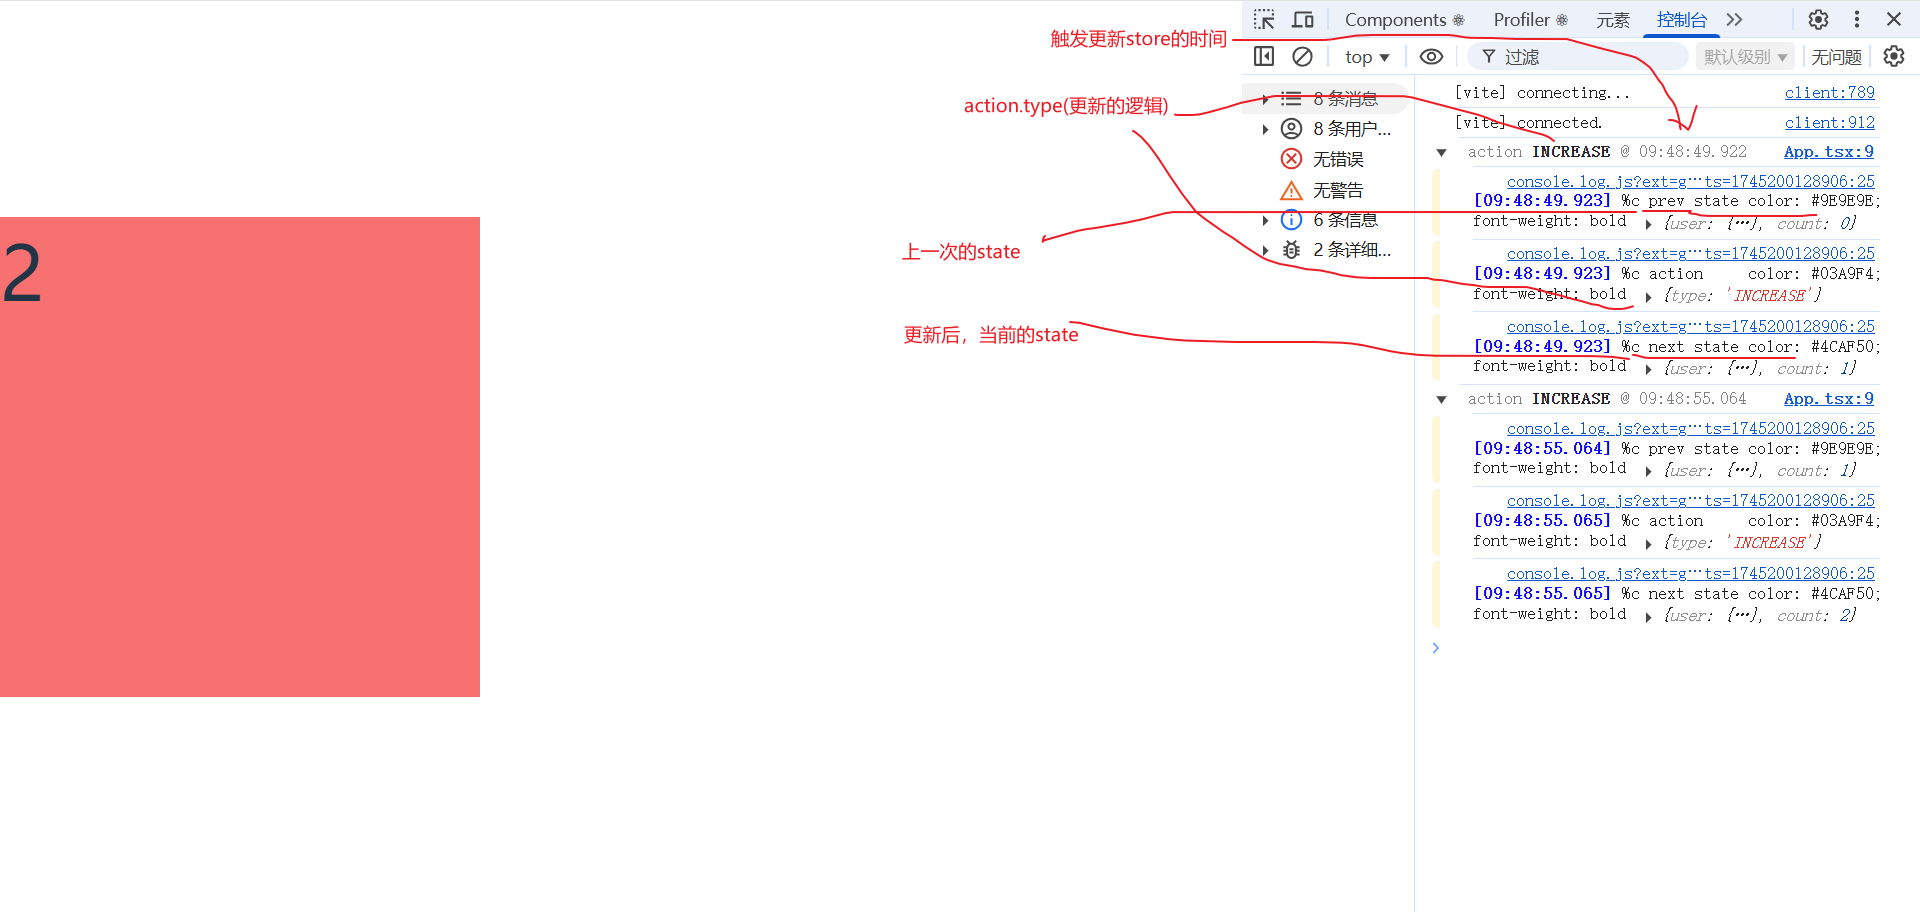 Components Profiler 元素 控制台
触发更新store的时间
top 过滤 默认级别 无问题
action.type(更新的逻辑)
8 条消息
8 条用户...
无错误
无警告
6 条信息
2 条详细...
上一次的state
更新后，当前的state
2
[vite] connecting... client:789
[vite] connected. client:912
action INCREASE @ 09:48:49.922 App.tsx:9
console.log.js?ext=g…ts=1745200128906:25
[09:48:49.923] %c prev state color: #9E9E9E;
font-weight: bold {user: {…}, count: 0}
console.log.js?ext=g…ts=1745200128906:25
[09:48:49.923] %c action color: #03A9F4;
font-weight: bold {type: 'INCREASE'}
console.log.js?ext=g…ts=1745200128906:25
[09:48:49.923] %c next state color: #4CAF50;
font-weight: bold {user: {…}, count: 1}
action INCREASE @ 09:48:55.064 App.tsx:9
console.log.js?ext=g…ts=1745200128906:25
[09:48:55.064] %c prev state color: #9E9E9E;
font-weight: bold {user: {…}, count: 1}
console.log.js?ext=g…ts=1745200128906:25
[09:48:55.065] %c action color: #03A9F4;
font-weight: bold {type: 'INCREASE'}
console.log.js?ext=g…ts=1745200128906:25
[09:48:55.065] %c next state color: #4CAF50;
font-weight: bold {user: {…}, count: 2}